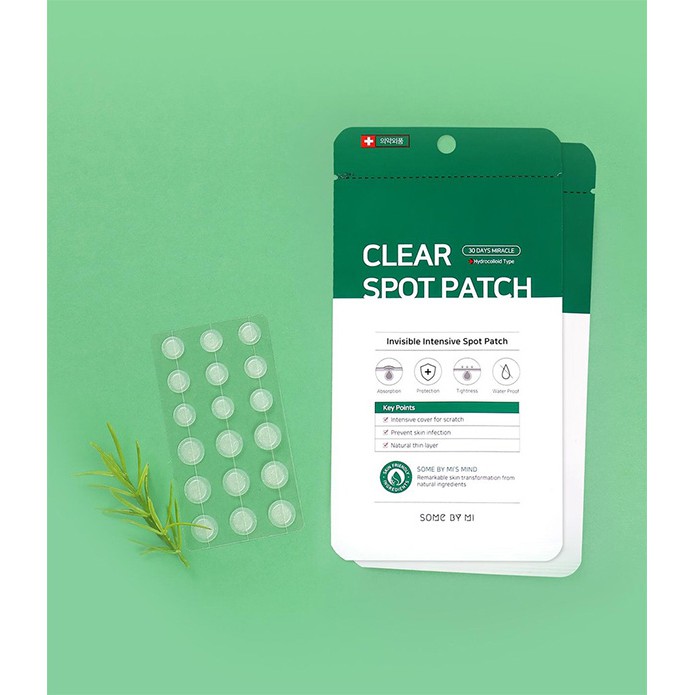 의약외품
CLEAR
30 DAYS MIRACLE
Hydrocolloid Type
SPOT PATCH
Invisible Intensive Spot Patch
Absorption Protection Tightness Water Proof
Key Points
Intensive cover for scratch
Prevent skin infection
Natural thin layer
SKIN FRIENDLY INGREDIENTS
SOME BY MI'S MIND
Remarkable skin transformation from
natural ingredients
SOME BY MI